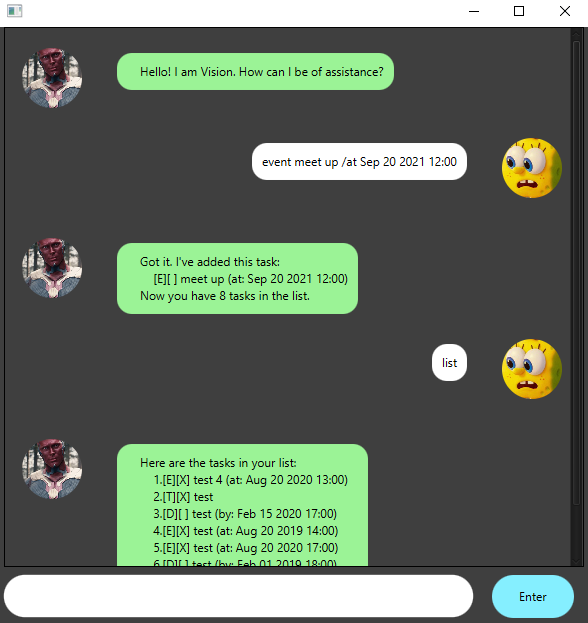 Hello! I am Vision. How can I be of assistance?
event meet up /at Sep 20 2021 12:00
Got it. I've added this task:
[E][ ] meet up (at: Sep 20 2021 12:00)
Now you have 8 tasks in the list.
list
Here are the tasks in your list:
1.[E][X] test 4 (at: Aug 20 2020 13:00)
2.[T][X] test
3.[D][ ] test (by: Feb 15 2020 17:00)
4.[E][X] test (at: Aug 20 2019 14:00)
5.[E][X] test (at: Aug 20 2020 17:00)
6.[D][ ] test (by: Feb 01 2019 18:00)
Enter